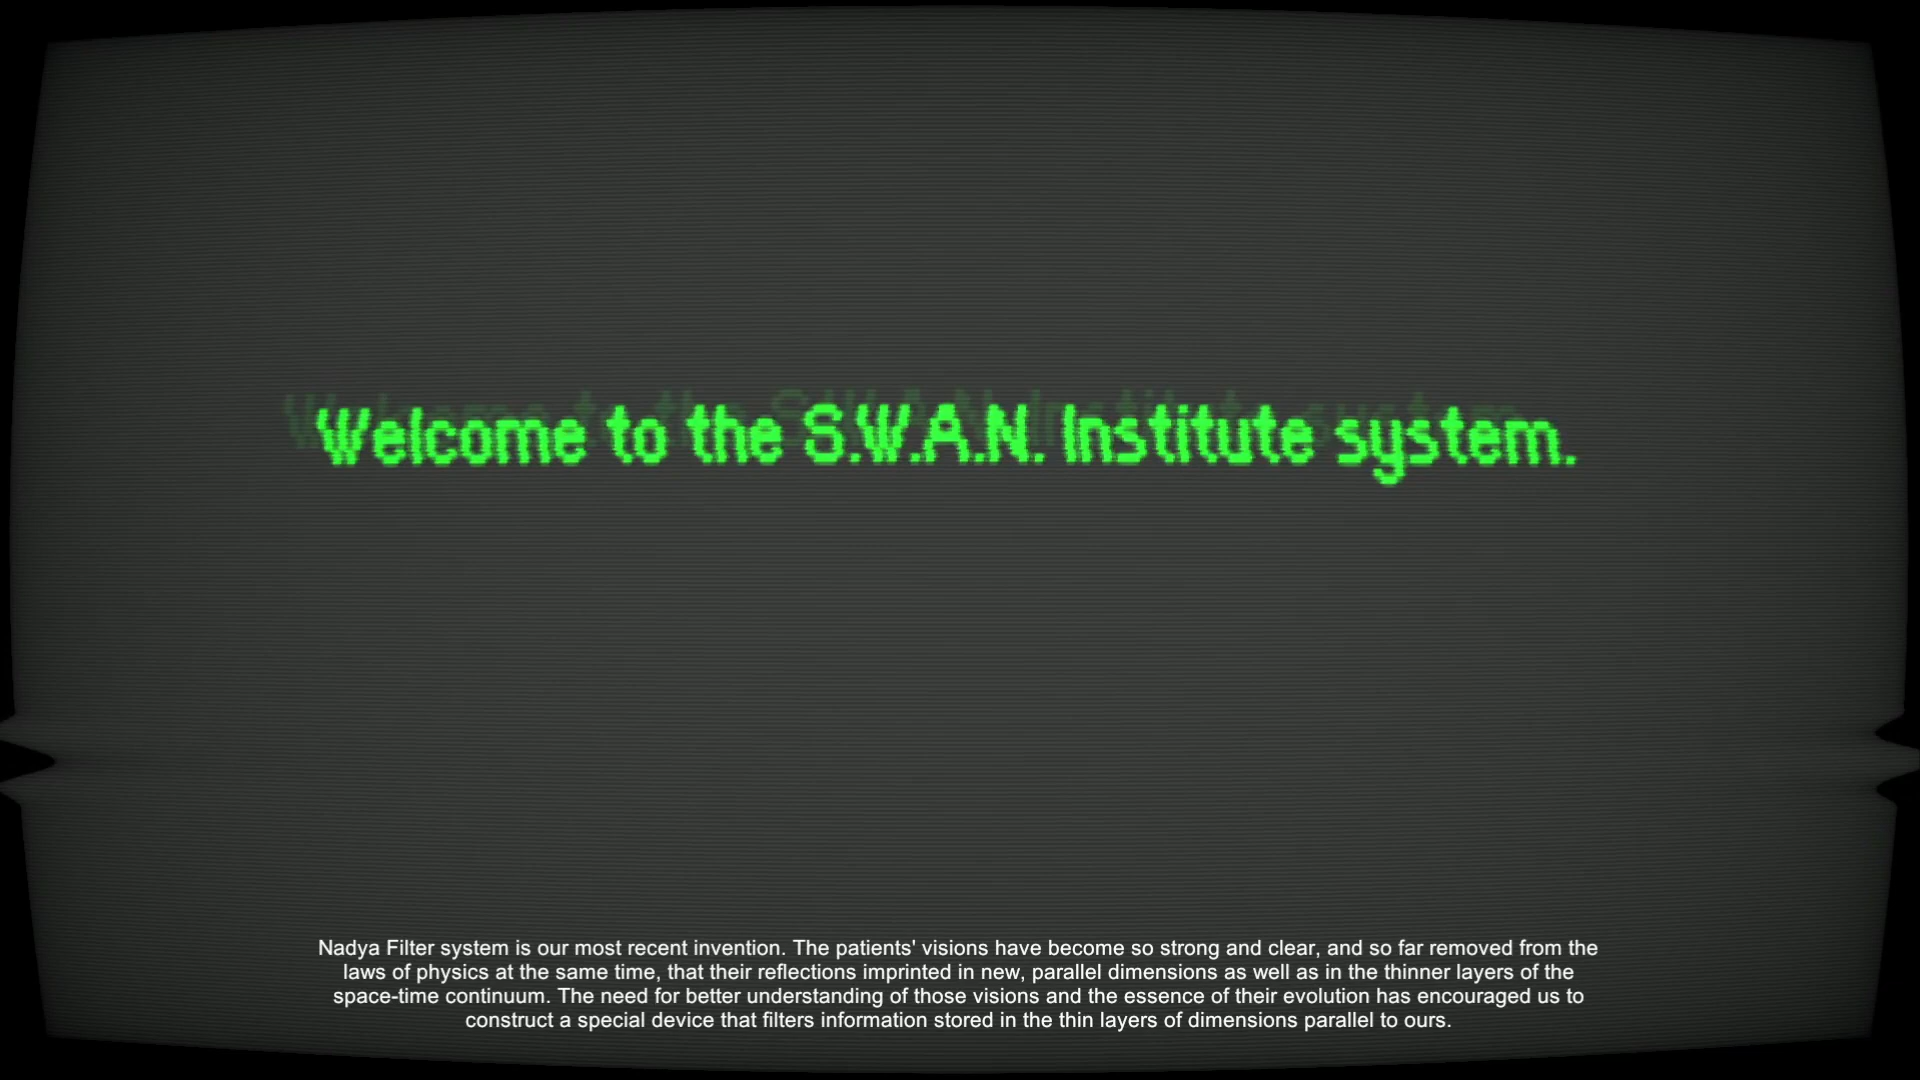 Welcome to the S.W.A.N. Institute system.
Nadya Filter system is our most recent invention. The patients' visions have become so strong and clear, and so far removed from the
laws of physics at the same time, that their reflections imprinted in new, parallel dimensions as well as in the thinner layers of the
space-time continuum. The need for better understanding of those visions and the essence of their evolution has encouraged us to
construct a special device that filters information stored in the thin layers of dimensions parallel to ours.